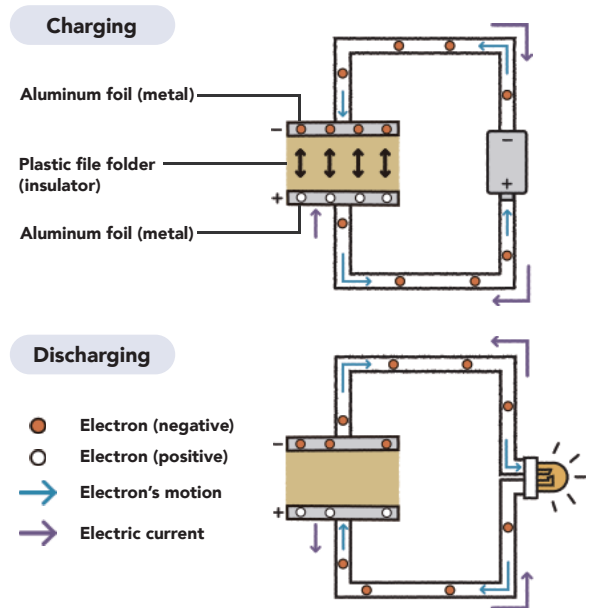 Charging
Aluminum foil (metal)
Plastic file folder
(insulator)
Aluminum foil (metal)
−
+
−
+
Discharging
Electron (negative)
Electron (positive)
Electron's motion
Electric current
−
+